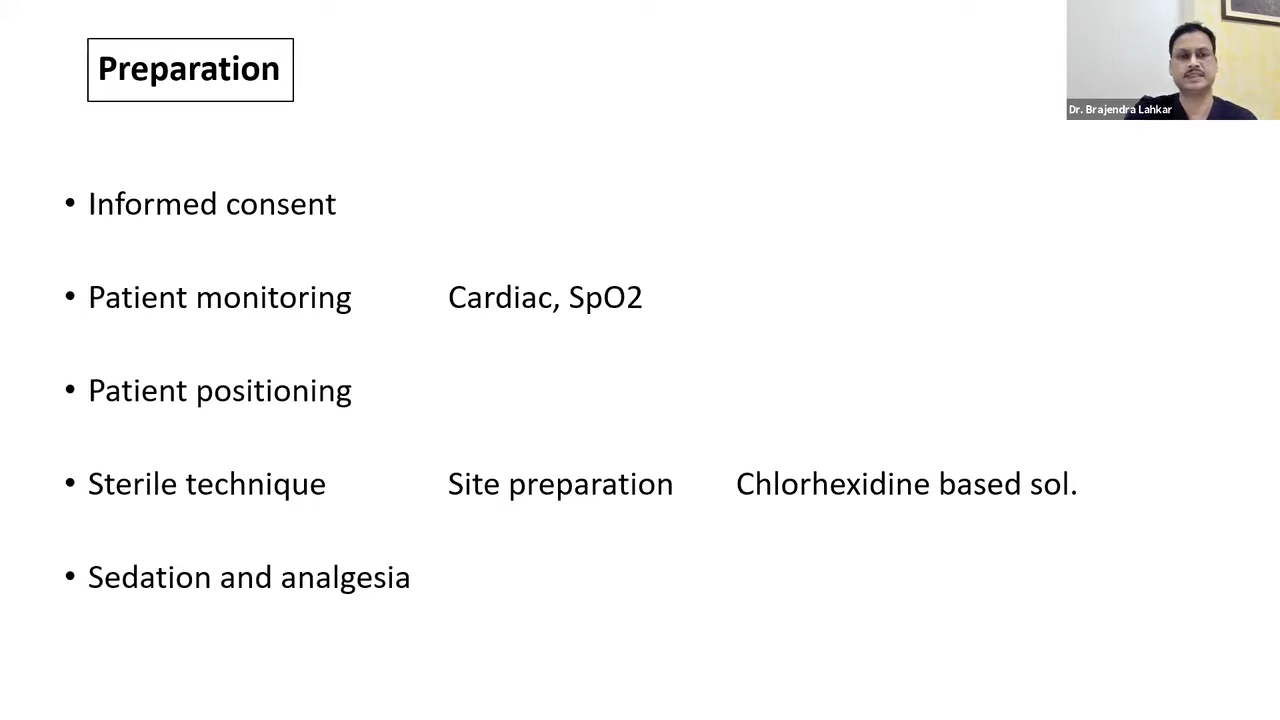 Preparation
Dr. Brajendra Lahkar
• Informed consent
• Patient monitoring Cardiac, SpO2
• Patient positioning
• Sterile technique Site preparation Chlorhexidine based sol.
• Sedation and analgesia